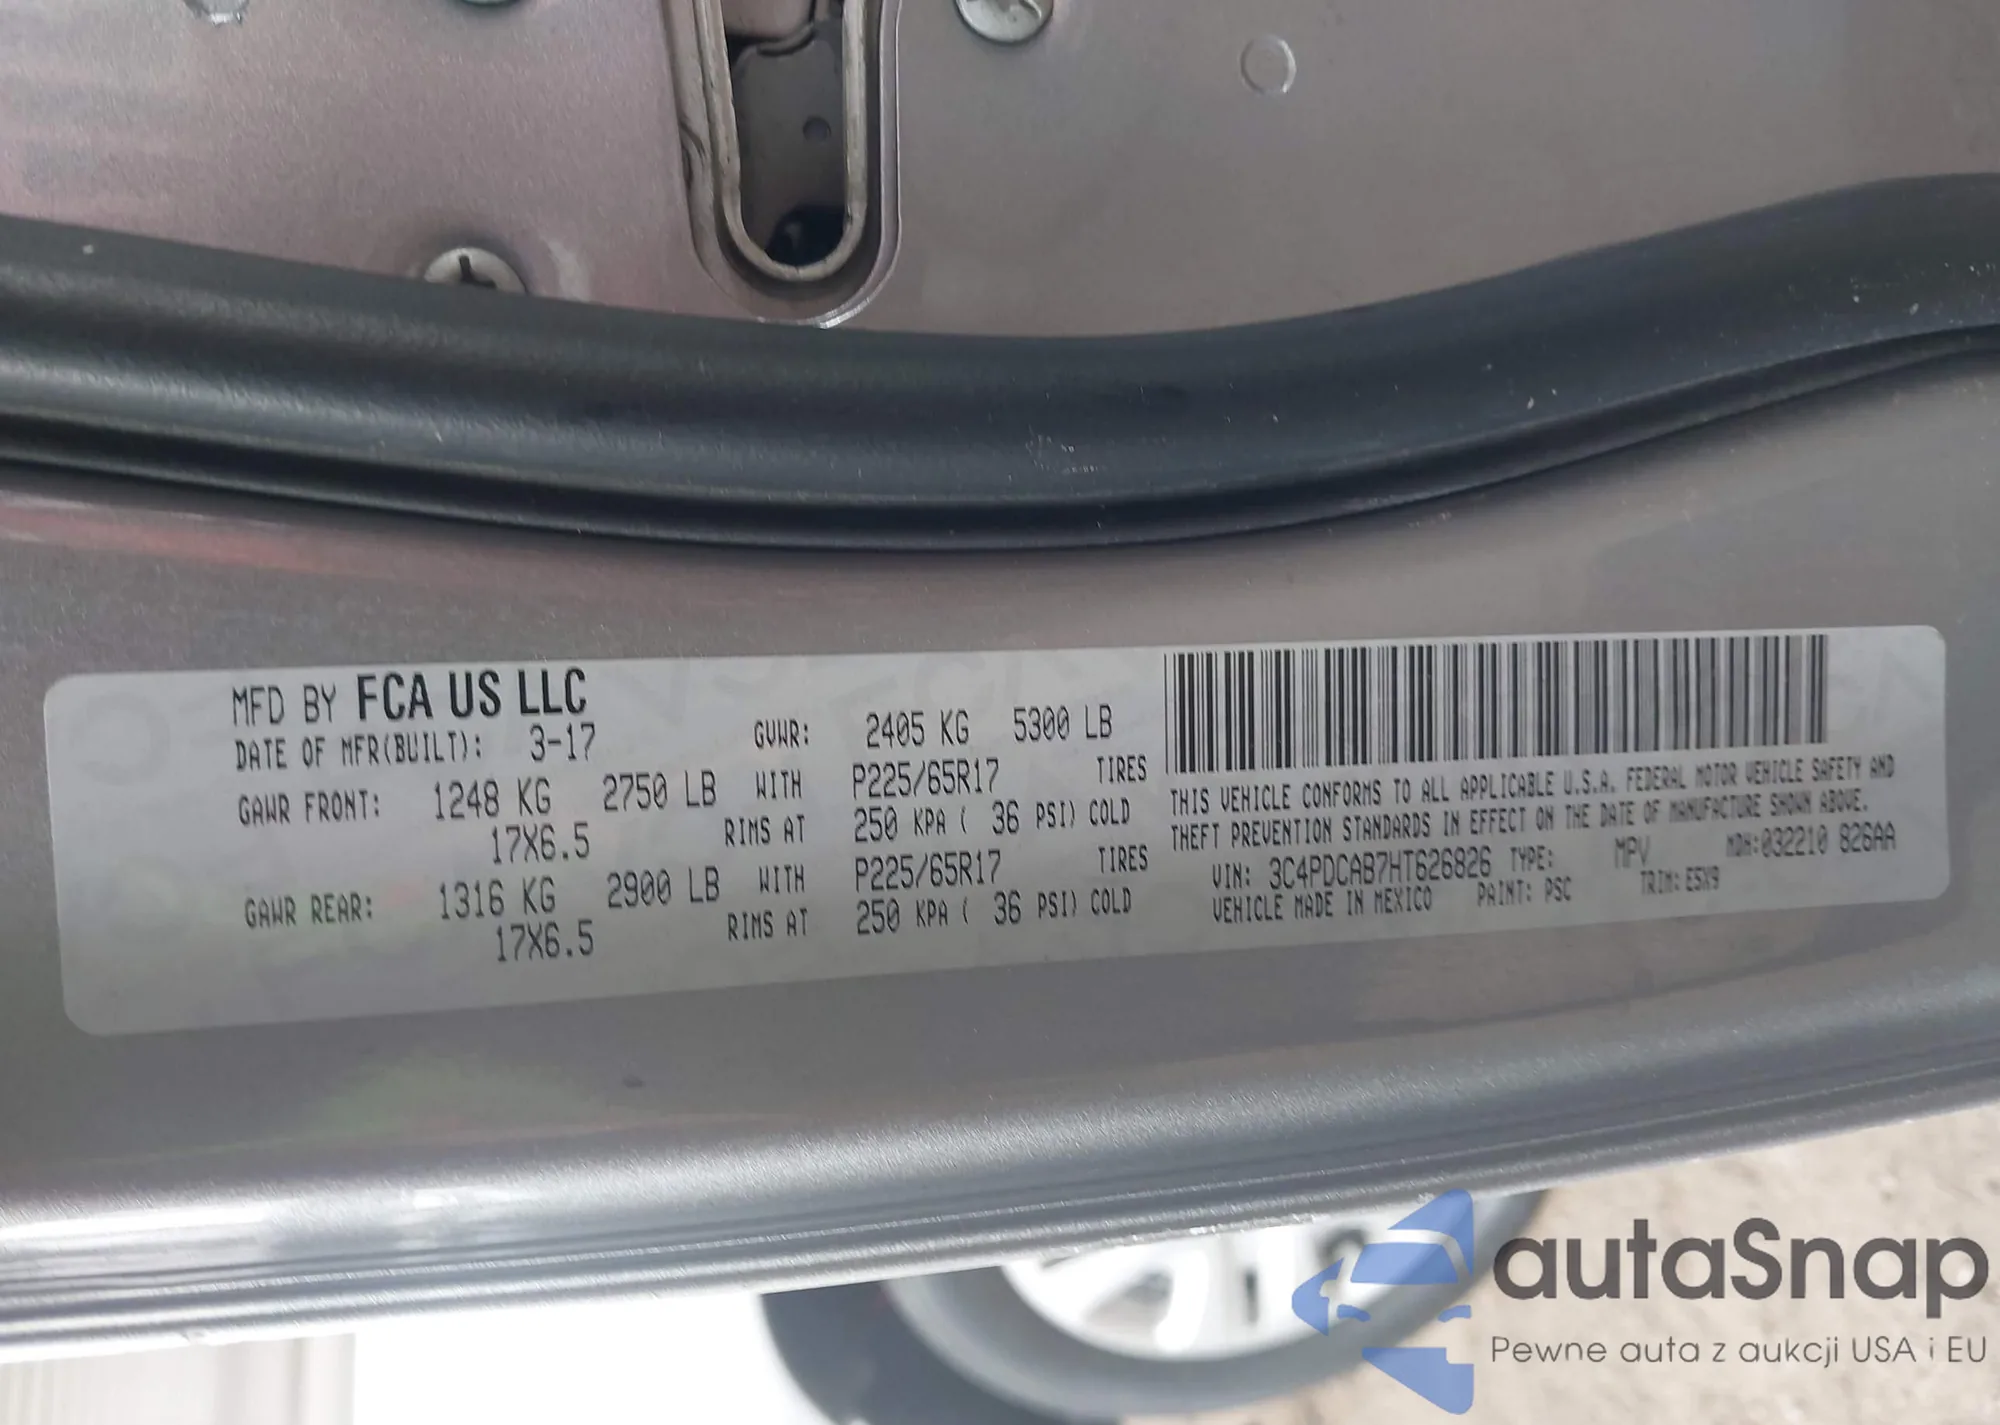 MFD BY FCA US LLC
DATE OF MFR(BUILT): 3-17 GVWR: 2405 KG 5300 LB
GAWR FRONT: 1248 KG 2750 LB WITH P225/65R17 TIRES
17X6.5 RIMS AT 250 KPA ( 36 PSI) COLD
GAWR REAR: 1316 KG 2900 LB WITH P225/65R17 TIRES
17X6.5 RIMS AT 250 KPA ( 36 PSI) COLD
THIS VEHICLE CONFORMS TO ALL APPLICABLE U.S.A. FEDERAL MOTOR VEHICLE SAFETY AND
THEFT PREVENTION STANDARDS IN EFFECT ON THE DATE OF MANUFACTURE SHOWN ABOVE.
VIN: 3C4PDCAB7HT626826 TYPE: MPV MDH:032210 826AA
VEHICLE MADE IN MEXICO PAINT: PSC TRIM: E5X9
autaSnap
Pewne auta z aukcji USA i EU